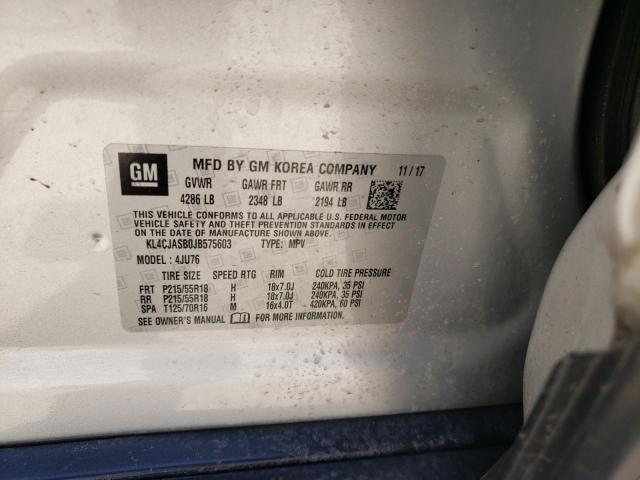 GM
MFD BY GM KOREA COMPANY 11/17
GVWR GAWR FRT GAWR RR
4286 LB 2348 LB 2194 LB
THIS VEHICLE CONFORMS TO ALL APPLICABLE U.S. FEDERAL MOTOR
VEHICLE SAFETY AND THEFT PREVENTION STANDARDS IN EFFECT
ON THE DATE OF MANUFACTURE SHOWN ABOVE.
KL4CJASB0JB575603 TYPE: MPV
MODEL: 4JU76
TIRE SIZE SPEED RTG RIM COLD TIRE PRESSURE
FRT P215/55R18 H 18x7.0J 240KPA, 35 PSI
RR P215/55R18 H 18x7.0J 240KPA, 35 PSI
SPA T125/70R16 M 16x4.0T 420KPA, 60 PSI
SEE OWNER'S MANUAL FOR MORE INFORMATION.